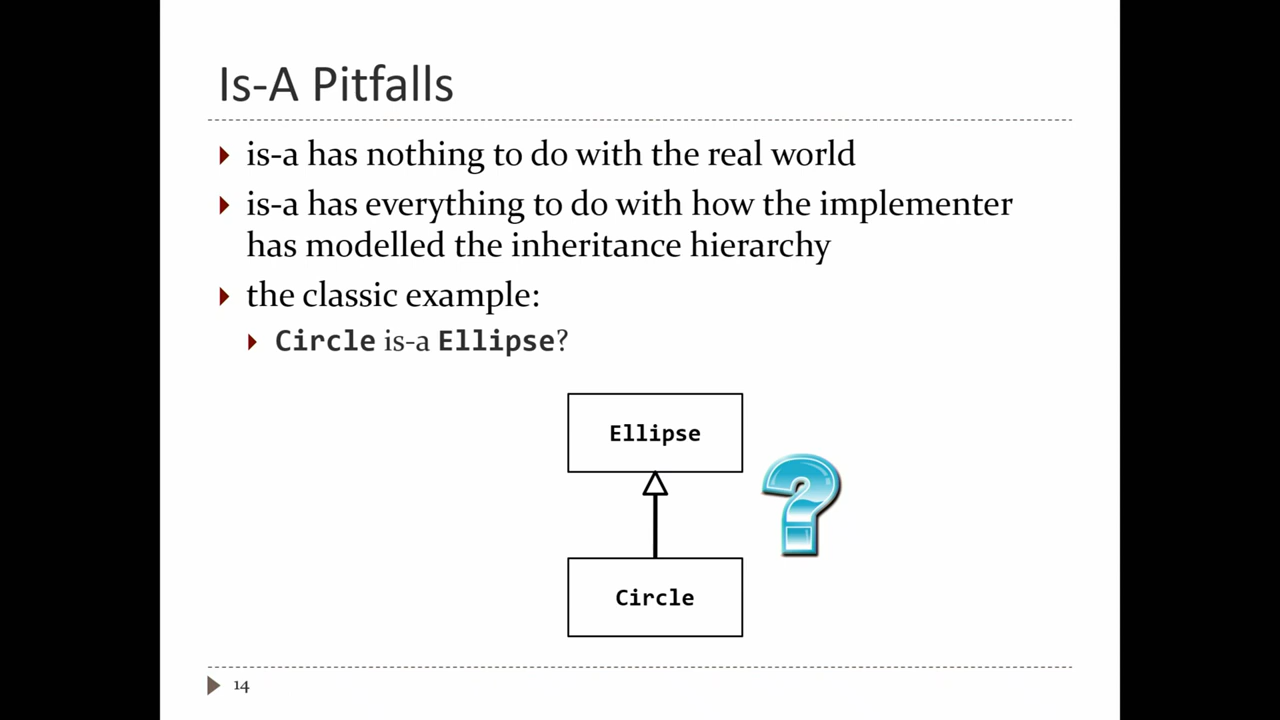 Is-A Pitfalls
is-a has nothing to do with the real world
is-a has everything to do with how the implementer
has modelled the inheritance hierarchy
the classic example:
Circle is-a Ellipse?
Ellipse
Circle
14